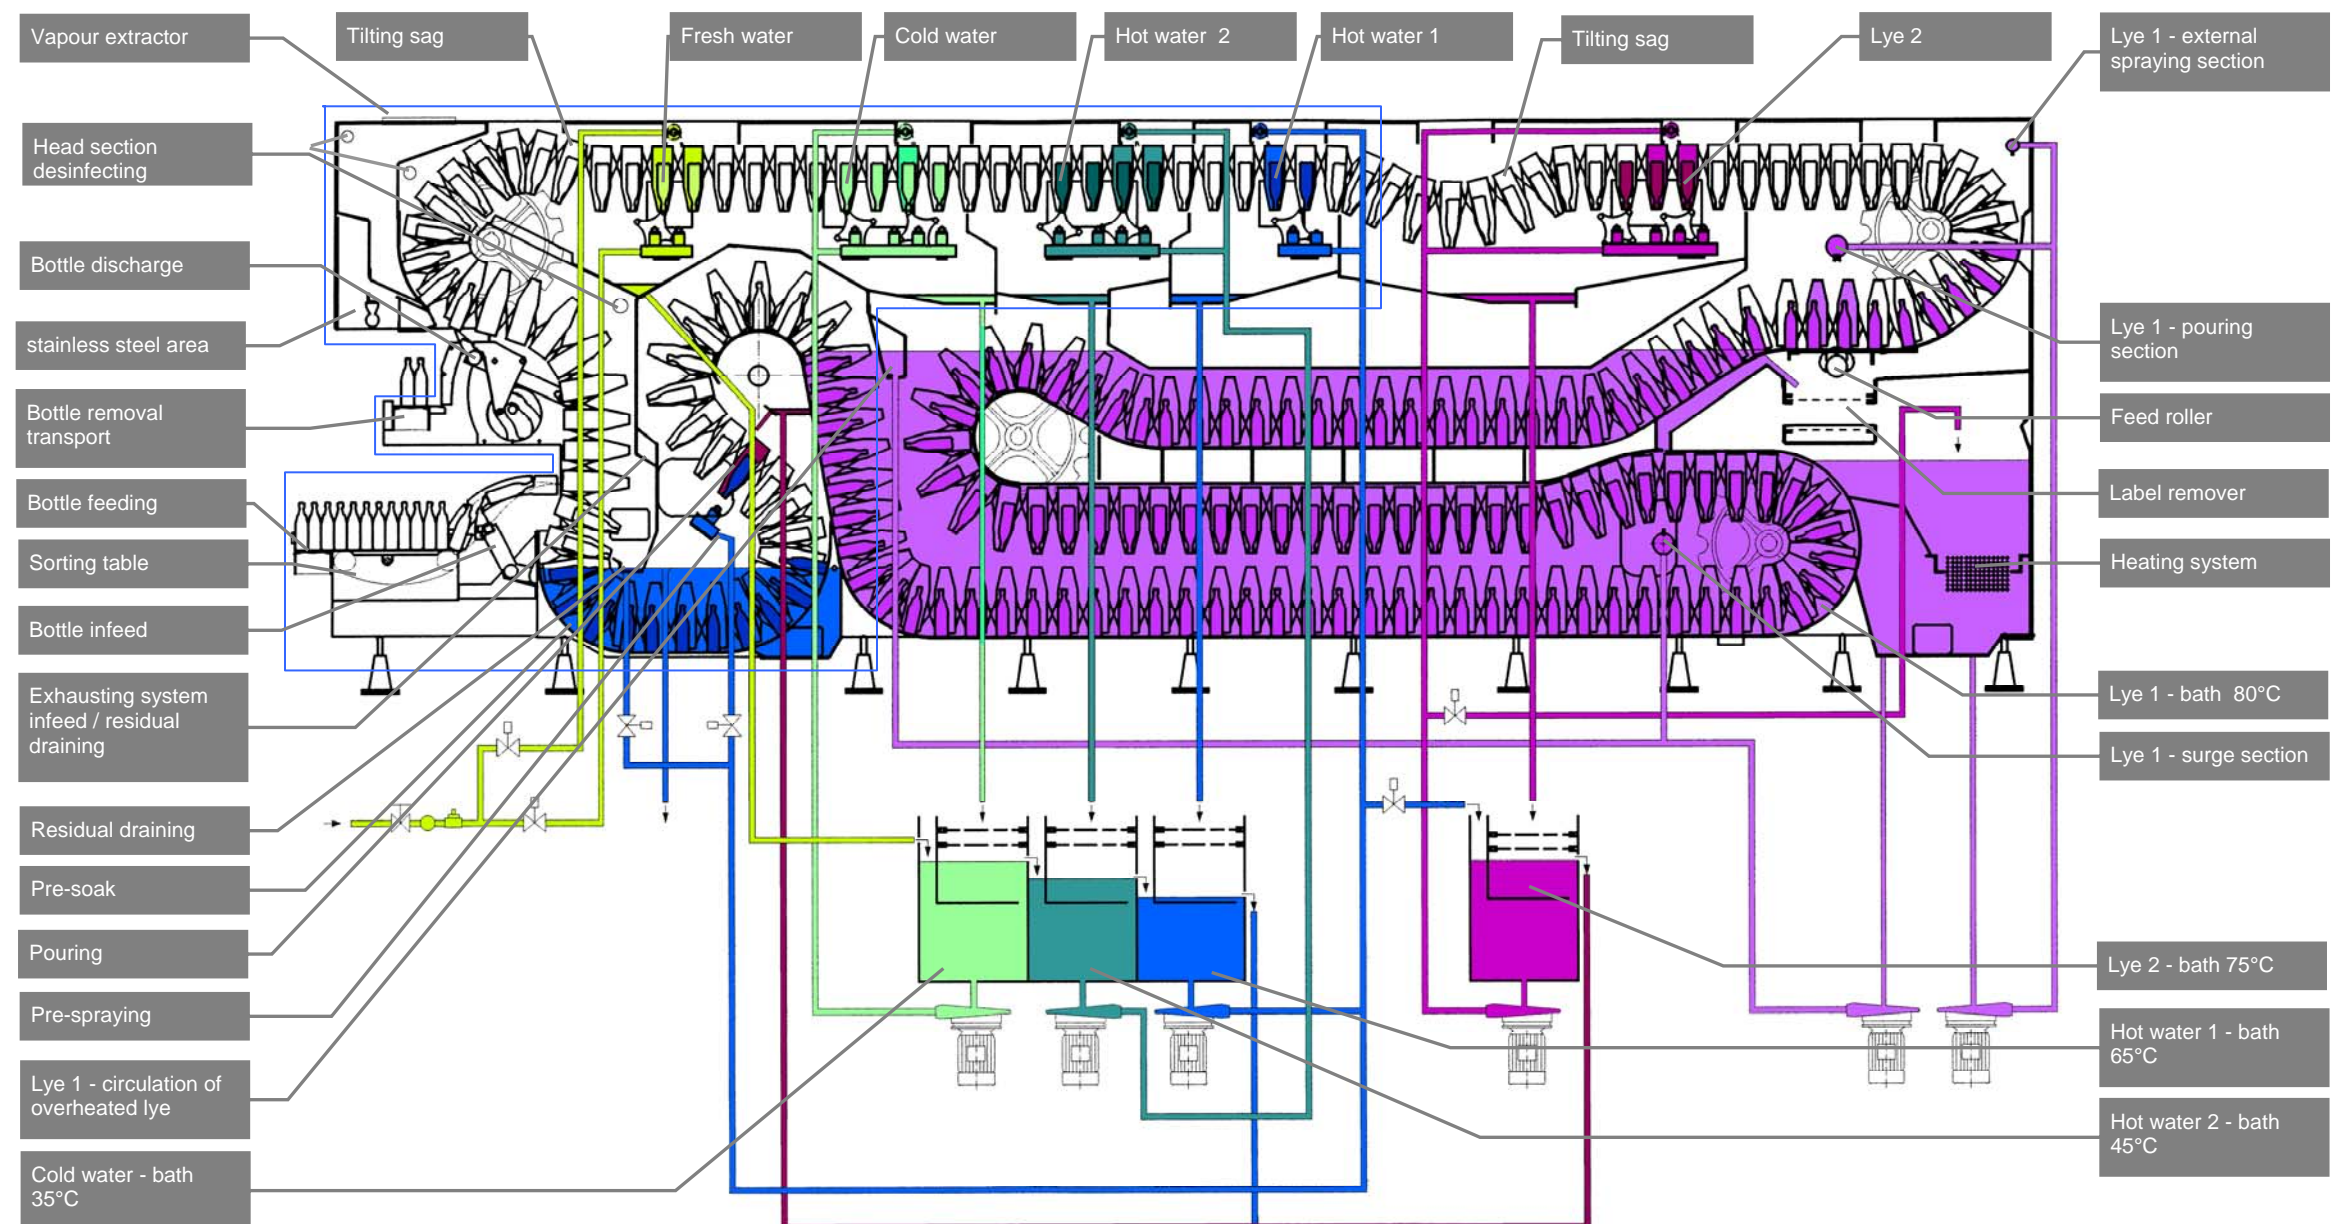 Vapour extractor
Tilting sag
Fresh water
Cold water
Hot water  2
Hot water 1
Tilting sag
Lye 2
Lye 1 - external
spraying section
Head section
desinfecting
Bottle discharge
stainless steel area
Bottle removal
transport
Bottle feeding
Sorting table
Bottle infeed
Exhausting system
infeed / residual
draining
Residual draining
Pre-soak
Pouring
Pre-spraying
Lye 1 - circulation of
overheated lye
Cold water - bath
35°C
Lye 1 - pouring
section
Feed roller
Label remover
Heating system
Lye 1 - bath  80°C
Lye 1 - surge section
Lye 2 - bath 75°C
Hot water 1 - bath
65°C
Hot water 2 - bath
45°C